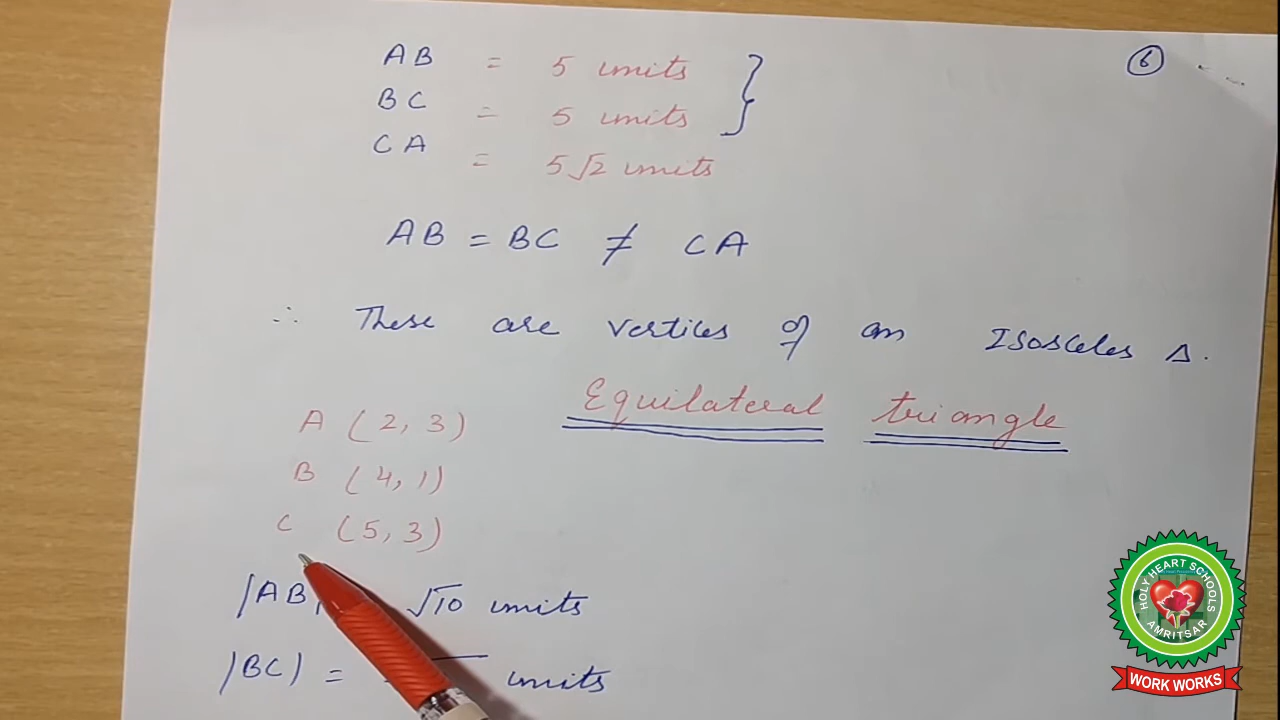 AB = 5 units
BC = 5 units
CA = 5√2 units
6
AB = BC ≠ CA
∴ These are vertices of an Isosceles Δ.
Equilateral triangle
A (2, 3)
B (4, 1)
C (5, 3)
|AB √10 units
|BC| = units
HOLY HEART SCHOOLS
AMRITSAR
WORK WORKS